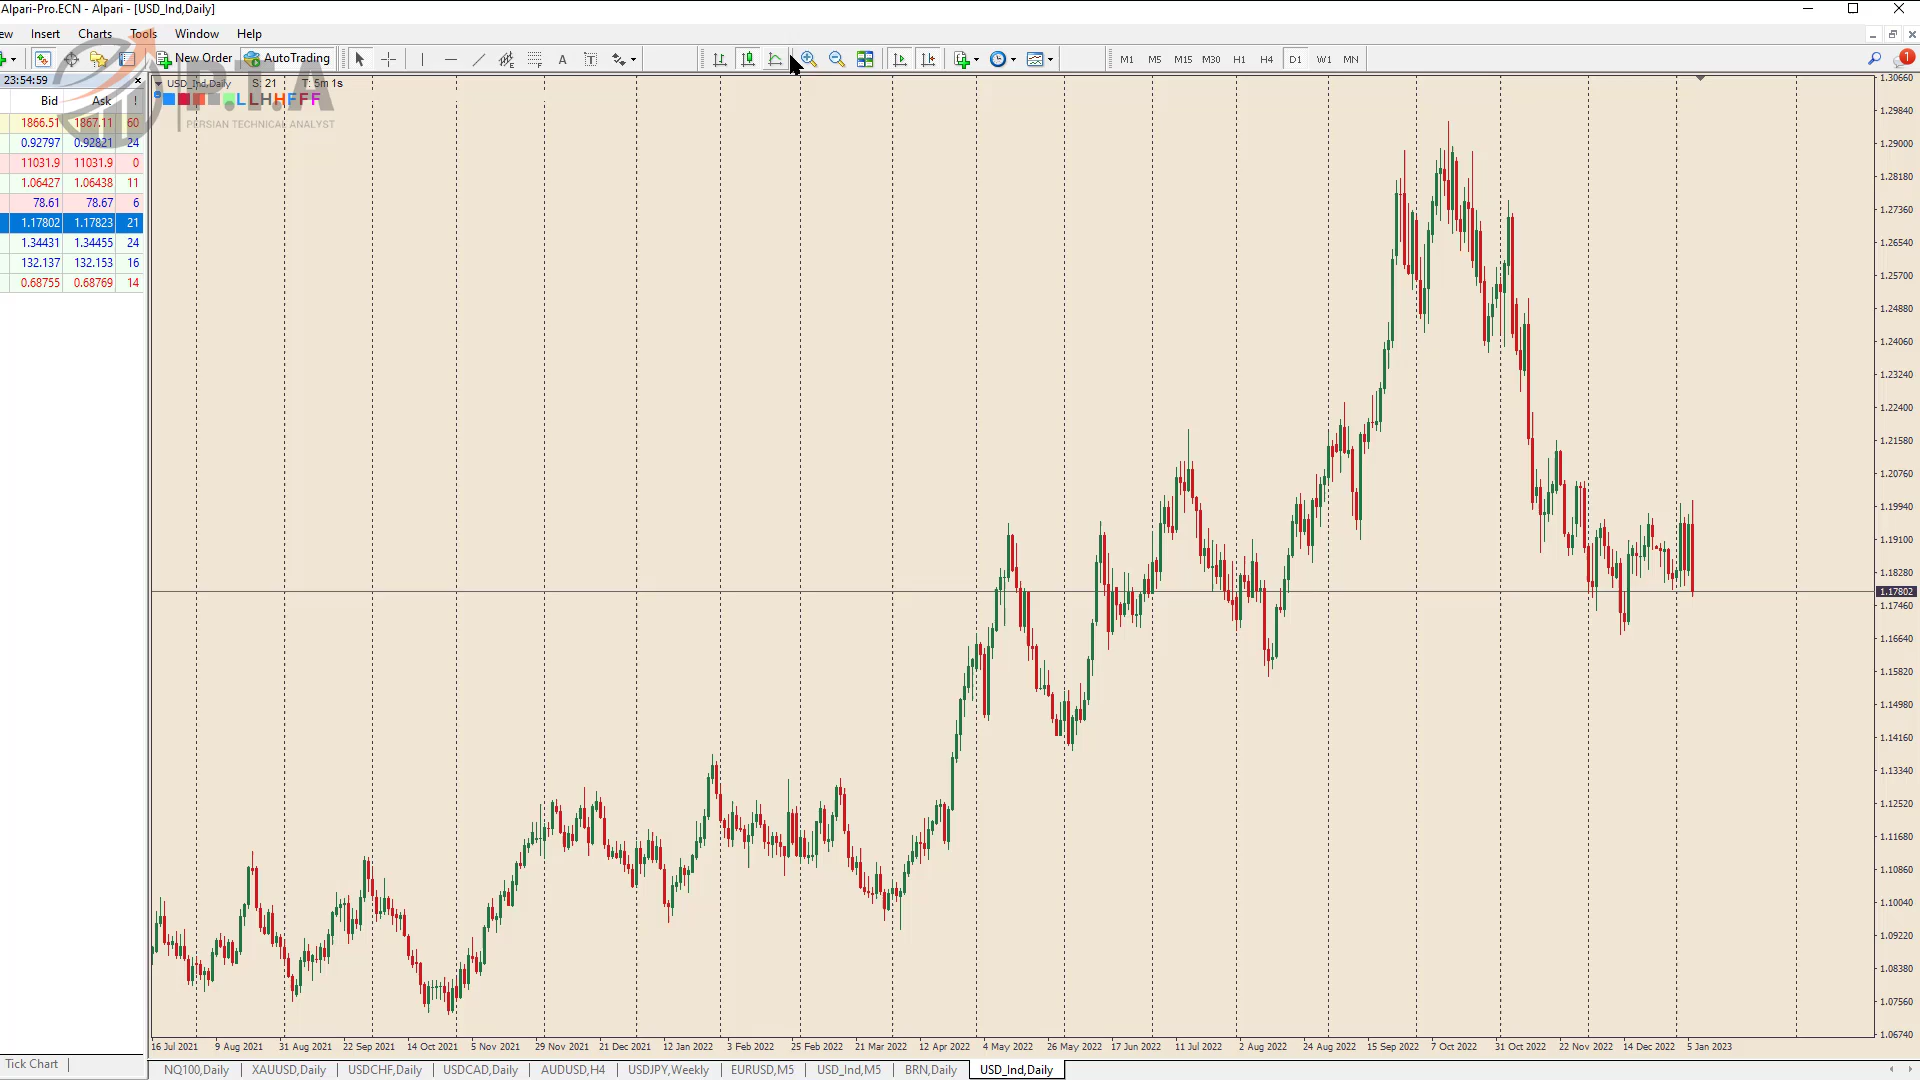 Alpari-Pro.ECN - Alpari - [USD_Ind,Daily]
ew Insert Charts Tools Window Help
New Order AutoTrading A T M1 M5 M15 M30 H1 H4 D1 W1 MN 1
23:54:59
USD_Ind,Daily S: 21 T: 5m 1s
LLHHFFF
P.T.A
PERSIAN TECHNICAL ANALYST
Bid Ask !
1866.51 1867.11 60
0.92797 0.92821 24
11031.9 11031.9 0
1.06427 1.06438 11
78.61 78.67 6
1.17802 1.17823 21
1.34431 1.34455 24
132.137 132.153 16
0.68755 0.68769 14
1.30660
1.29840
1.29000
1.28180
1.27360
1.26540
1.25700
1.24880
1.24060
1.23240
1.22400
1.21580
1.20760
1.19940
1.19100
1.18280
1.17802
1.17460
1.16640
1.15820
1.14980
1.14160
1.13340
1.12520
1.11680
1.10860
1.10040
1.09220
1.08380
1.07560
1.06740
16 Jul 2021 9 Aug 2021 31 Aug 2021 22 Sep 2021 14 Oct 2021 5 Nov 2021 29 Nov 2021 21 Dec 2021 12 Jan 2022 3 Feb 2022 25 Feb 2022 21 Mar 2022 12 Apr 2022 4 May 2022 26 May 2022 17 Jun 2022 11 Jul 2022 2 Aug 2022 24 Aug 2022 15 Sep 2022 7 Oct 2022 31 Oct 2022 22 Nov 2022 14 Dec 2022 5 Jan 2023
Tick Chart
NQ100,Daily XAUUSD,Daily USDCHF,Daily USDCAD,Daily AUDUSD,H4 USDJPY,Weekly EURUSD,M5 USD_Ind,M5 BRN,Daily USD_Ind,Daily